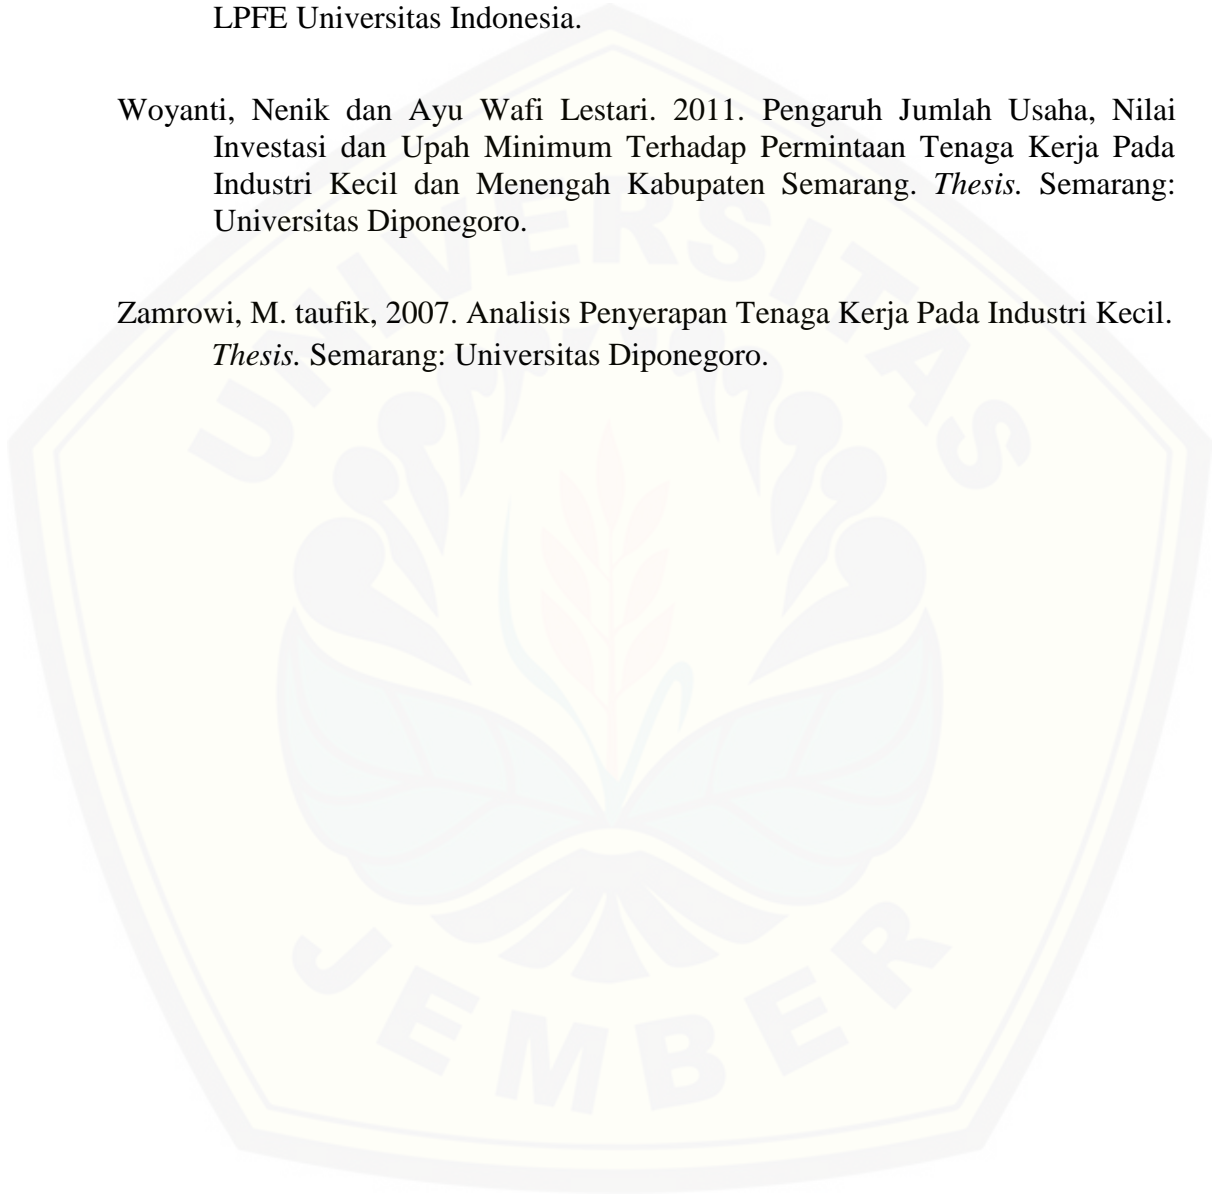 LPFE Universitas Indonesia.
Woyanti, Nenik dan Ayu Wafi Lestari. 2011. Pengaruh Jumlah Usaha, Nilai
Investasi dan Upah Minimum Terhadap Permintaan Tenaga Kerja Pada
Industri Kecil dan Menengah Kabupaten Semarang. Thesis. Semarang:
Universitas Diponegoro.
Zamrowi, M. taufik, 2007. Analisis Penyerapan Tenaga Kerja Pada Industri Kecil.
Thesis. Semarang: Universitas Diponegoro.
UNIVERSITAS
JEMBER